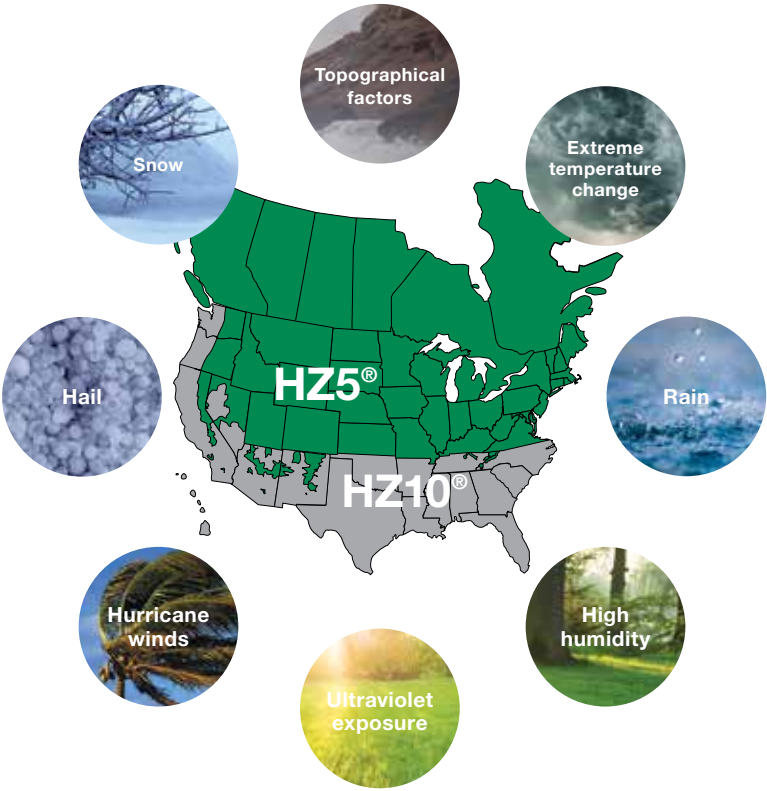 Topographical
factors
Snow
Extreme
temperature
change
HZ5®
Hail
Rain
HZ10®
Hurricane
winds
High
humidity
Ultraviolet
exposure